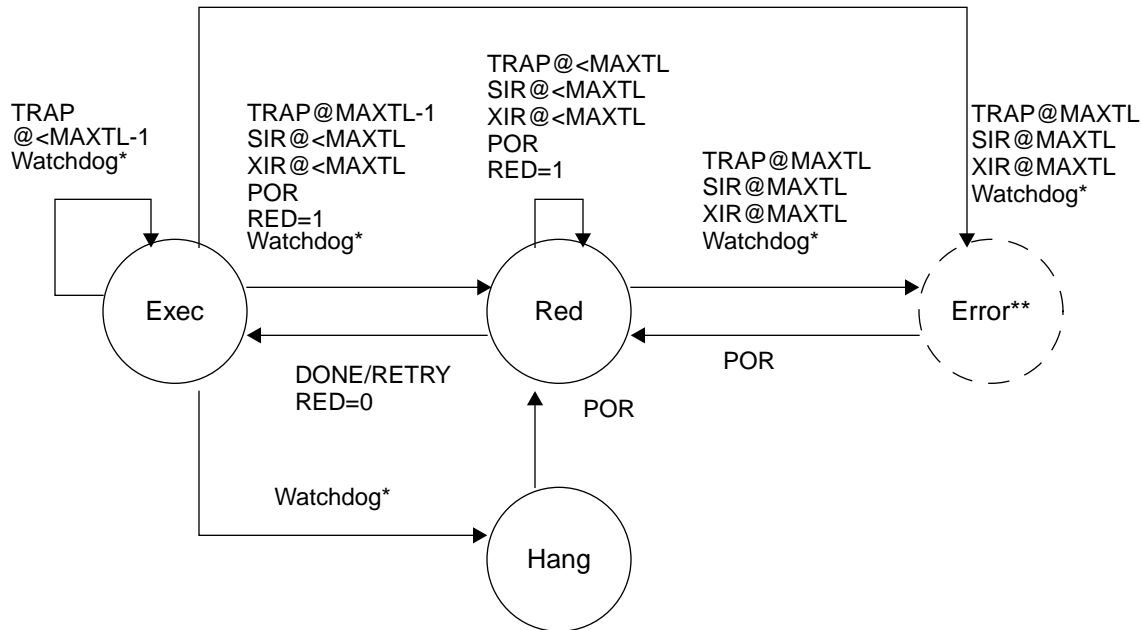 TRAP
@<MAXTL-1
Watchdog*
TRAP@MAXTL-1
SIR@<MAXTL
XIR@<MAXTL
POR
RED=1
Watchdog*
TRAP@<MAXTL
SIR@<MAXTL
XIR@<MAXTL
POR
RED=1
TRAP@MAXTL
SIR@MAXTL
XIR@MAXTL
Watchdog*
TRAP@MAXTL
SIR@MAXTL
XIR@MAXTL
Watchdog*
Exec
Red
Error**
DONE/RETRY
RED=0
POR
POR
Watchdog*
Hang